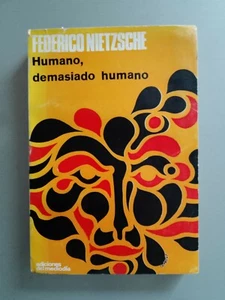 FEDERICO NIETZSCHE
Humano,
demasiado humano
ediciones